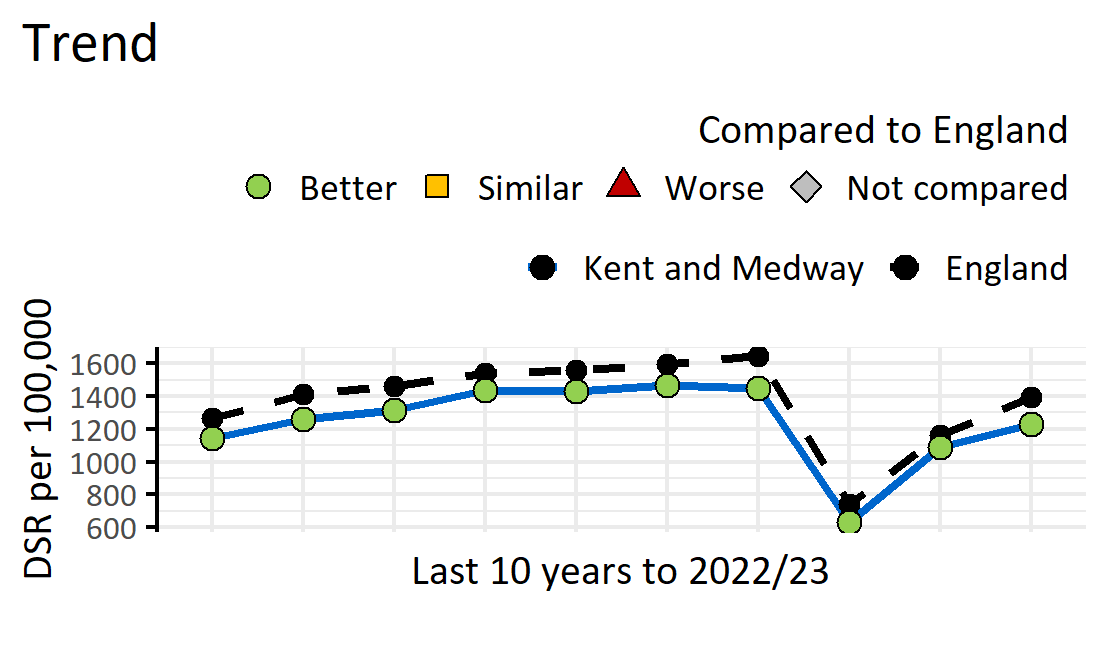 Trend
Compared to England
Better Similar Worse Not compared
Kent and Medway England
DSR per 100,000
1600
1400
1200
1000
800
600
Last 10 years to 2022/23